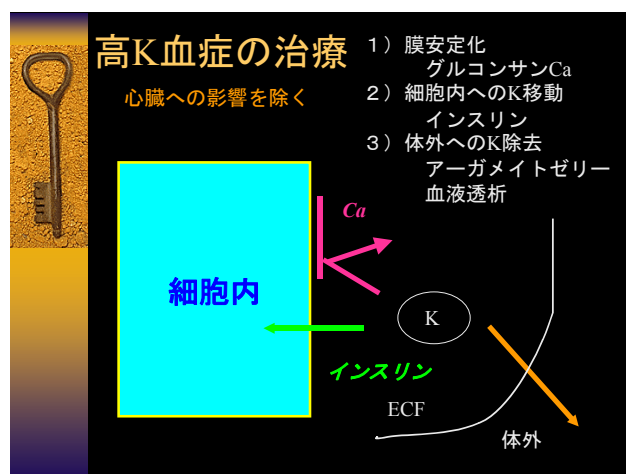 高K血症の治療
心臓への影響を除く
１）膜安定化
グルコンサンCa
２）細胞内へのK移動
インスリン
３）体外へのK除去
アーガメイトゼリー
血液透析
Ca
細胞内
K
インスリン
ECF
体外